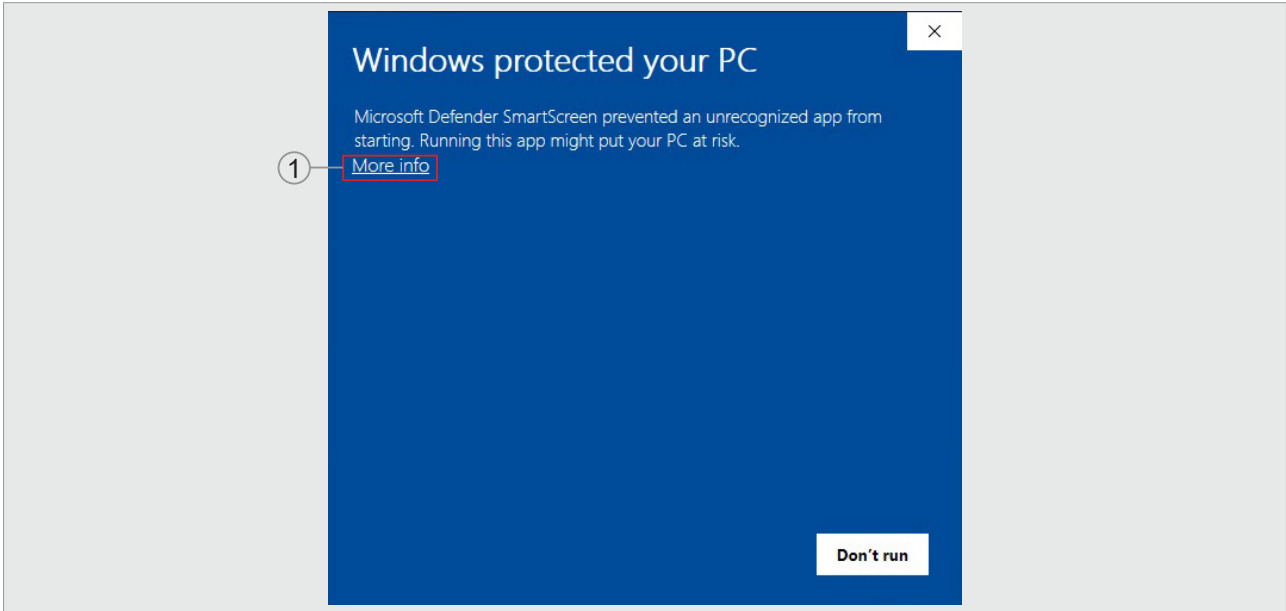 Windows protected your PC
Microsoft Defender SmartScreen prevented an unrecognized app from
starting. Running this app might put your PC at risk.
1 More info
Don't run